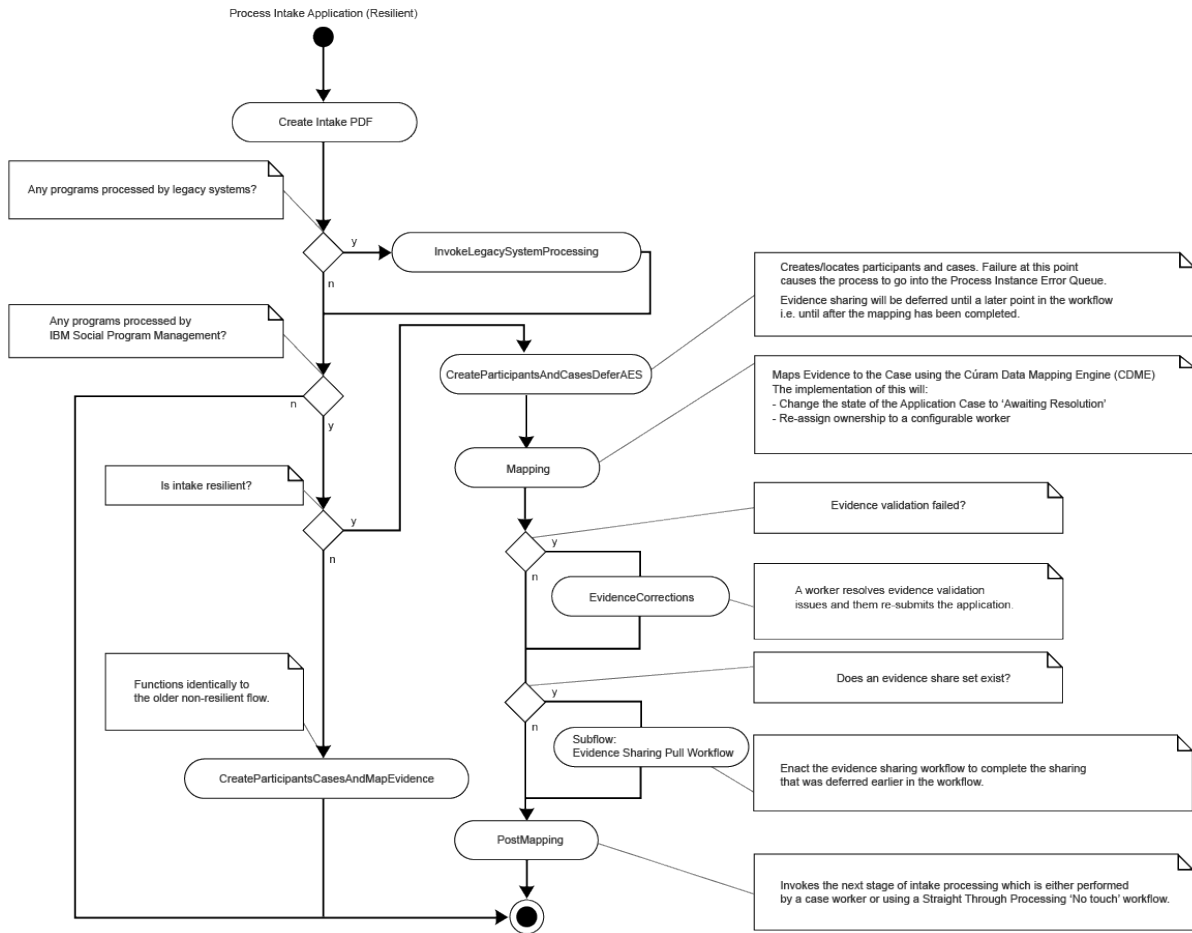 Process Intake Application (Resilient)
Create Intake PDF
Any programs processed by legacy systems?
y
n
InvokeLegacySystemProcessing
Creates/locates participants and cases. Failure at this point
causes the process to go into the Process Instance Error Queue.
Evidence sharing will be deferred until a later point in the workflow
i.e. until after the mapping has been completed.
Any programs processed by
IBM Social Program Management?
n
y
CreateParticipantsAndCasesDeferAES
Maps Evidence to the Case using the Cúram Data Mapping Engine (CDME)
The implementation of this will:
- Change the state of the Application Case to ‘Awaiting Resolution’
- Re-assign ownership to a configurable worker
Mapping
Is intake resilient?
y
n
Evidence validation failed?
y
n
EvidenceCorrections
A worker resolves evidence validation
issues and them re-submits the application.
Does an evidence share set exist?
y
n
Functions identically to
the older non-resilient flow.
Subflow:
Evidence Sharing Pull Workflow
Enact the evidence sharing workflow to complete the sharing
that was deferred earlier in the workflow.
CreateParticipantsCasesAndMapEvidence
PostMapping
Invokes the next stage of intake processing which is either performed
by a case worker or using a Straight Through Processing ‘No touch’ workflow.